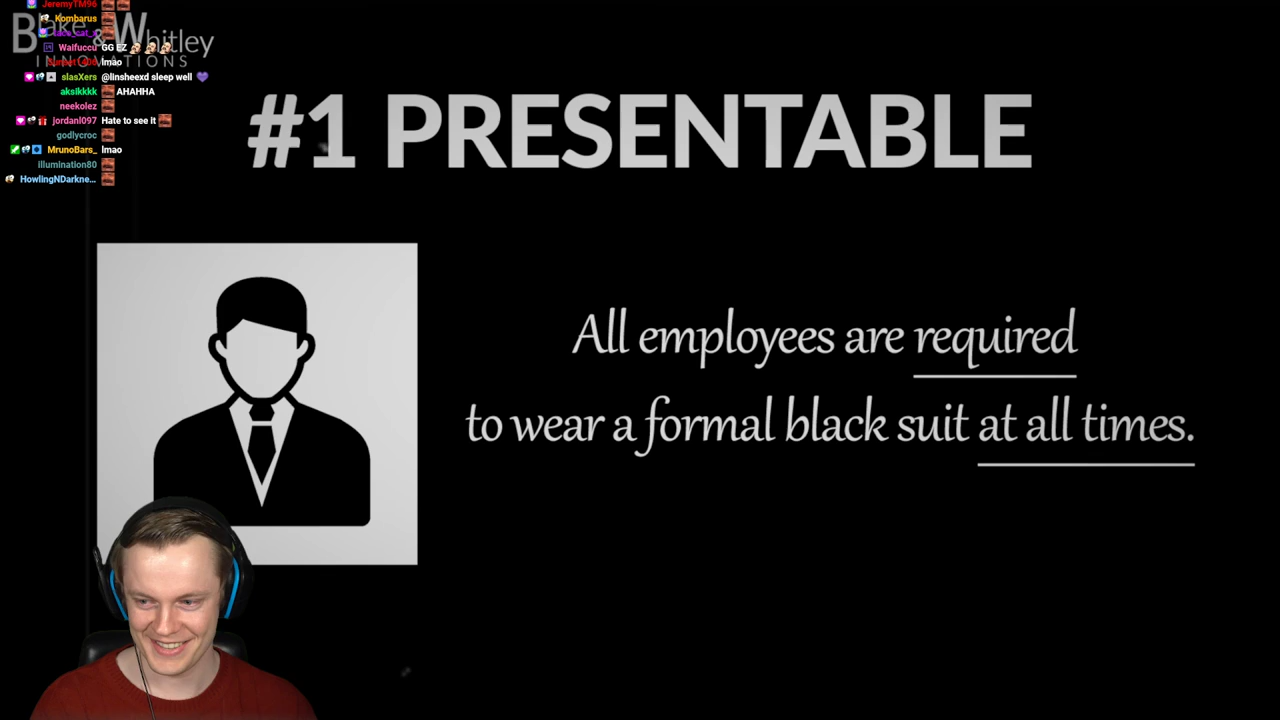 JeremyTM96
Kombarus
Blake & Whitley
INNOVATIONS
Waifuccu GG EZ
lmao
slasXers @linsheexd sleep well
aksikkkk AHAHHA
neekolez
jordanl097 Hate to see it
godlycroc
MrunoBars_ lmao
illumination80
HowlingNDarkne...
#1 PRESENTABLE
All employees are required
to wear a formal black suit at all times.